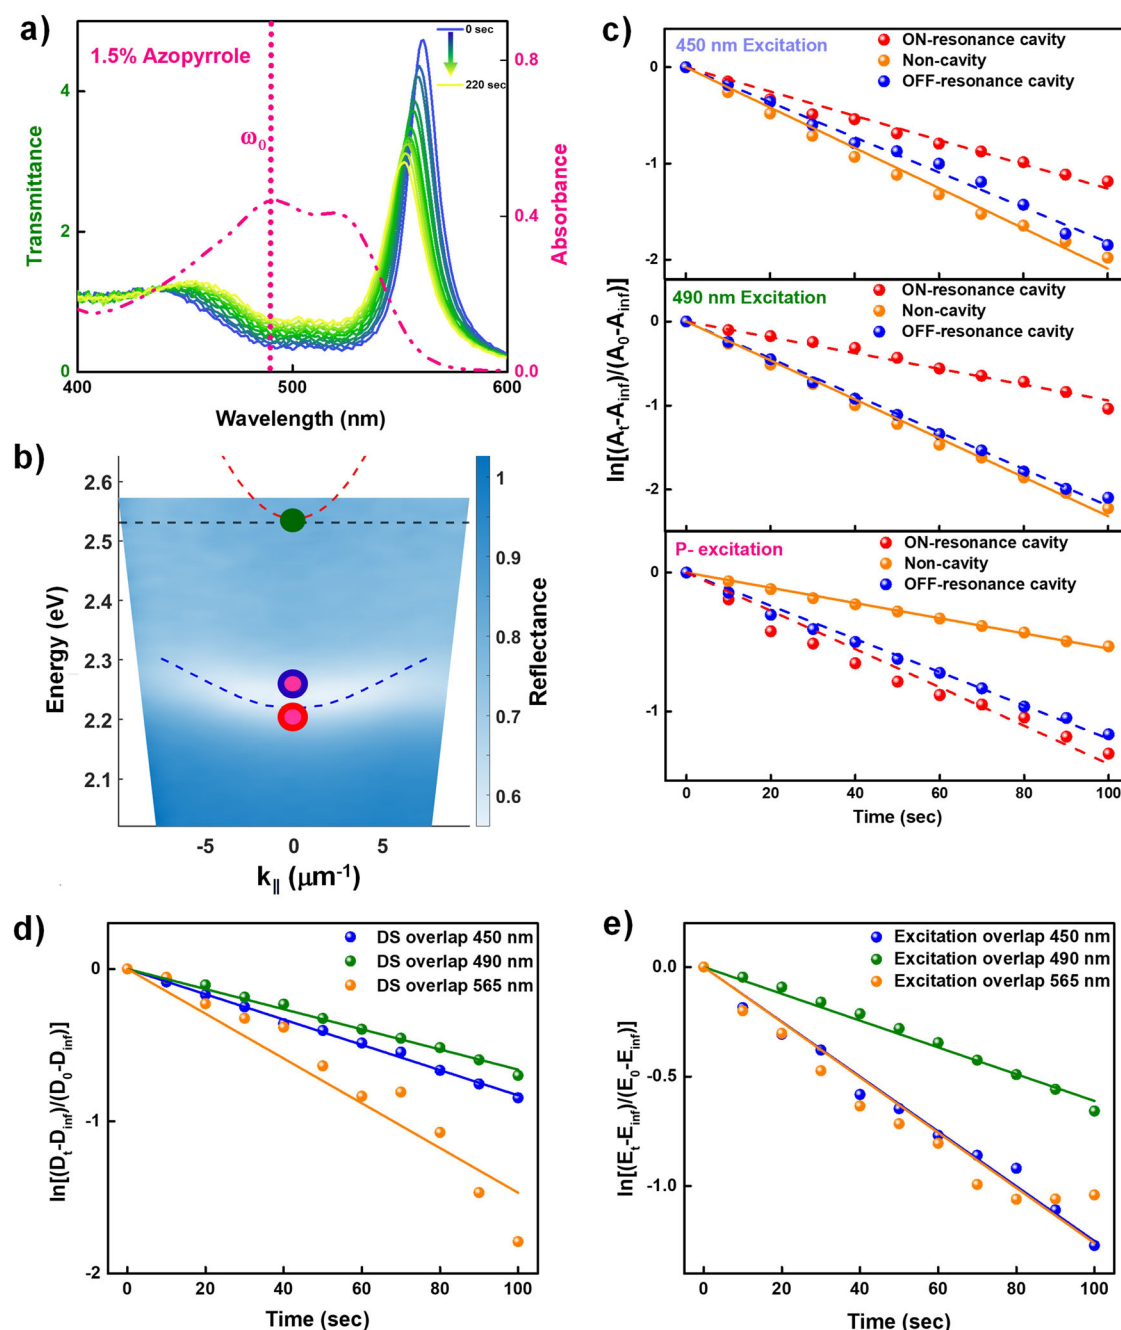 a)
1.5% Azopyrrole
ω0
0 sec
220 sec
4
2
0
Transmittance
0.8
0.4
0.0
Absorbance
400
500
600
Wavelength (nm)
b)
2.6
2.5
2.4
2.3
2.2
2.1
Energy (eV)
-5
0
5
k|| (μm-1)
1
0.9
0.8
0.7
0.6
Reflectance
c)
450 nm Excitation
ON-resonance cavity
Non-cavity
OFF-resonance cavity
0
-1
-2
490 nm Excitation
ON-resonance cavity
Non-cavity
OFF-resonance cavity
0
-1
-2
ln[(At-Ainf)/(A0-Ainf)]
P- excitation
ON-resonance cavity
Non-cavity
OFF-resonance cavity
0
-1
0
20
40
60
80
100
Time (sec)
d)
DS overlap 450 nm
DS overlap 490 nm
DS overlap 565 nm
0
-1
-2
ln[(Dt-Dinf)/(D0-Dinf)]
0
20
40
60
80
100
Time (sec)
e)
Excitation overlap 450 nm
Excitation overlap 490 nm
Excitation overlap 565 nm
0.0
-0.5
-1.0
ln[(Et-Einf)/(E0-Einf)]
0
20
40
60
80
100
Time (sec)